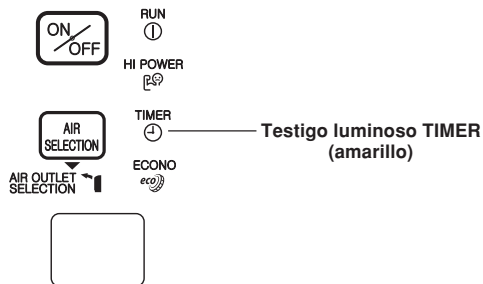 ON
OFF
RUN
HI POWER
AIR
SELECTION
TIMER
Testigo luminoso TIMER
(amarillo)
AIR OUTLET
SELECTION
ECONO
eco